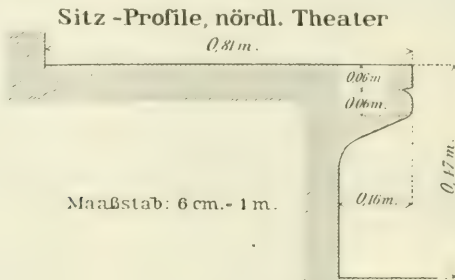 Sitz-Profile, nördl. Theater
0,81 m.
0,06 m
0,06 m.
0,47 m.
0,16 m.
Maaßstab: 6 cm.- 1 m.